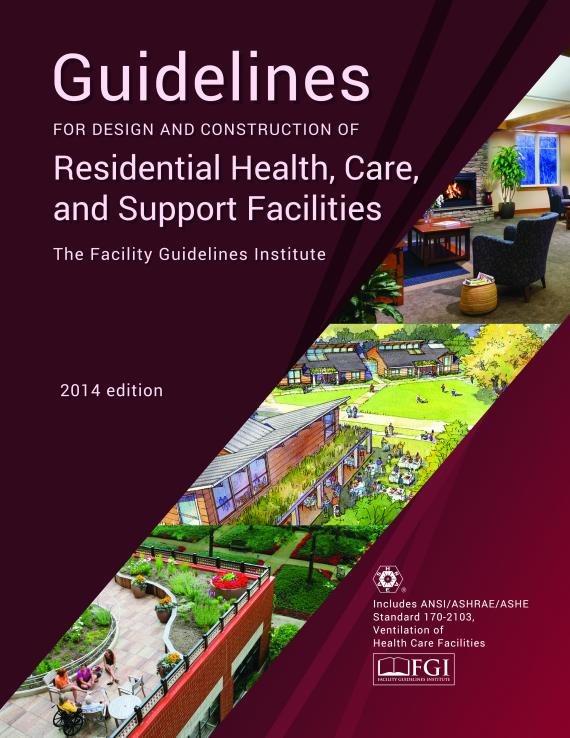 Guidelines
FOR DESIGN AND CONSTRUCTION OF
Residential Health, Care,
and Support Facilities
The Facility Guidelines Institute
2014 edition
Includes ANSI/ASHRAE/ASHE
Standard 170-2103,
Ventilation of
Health Care Facilities
FGI
FACILITY GUIDELINES INSTITUTE